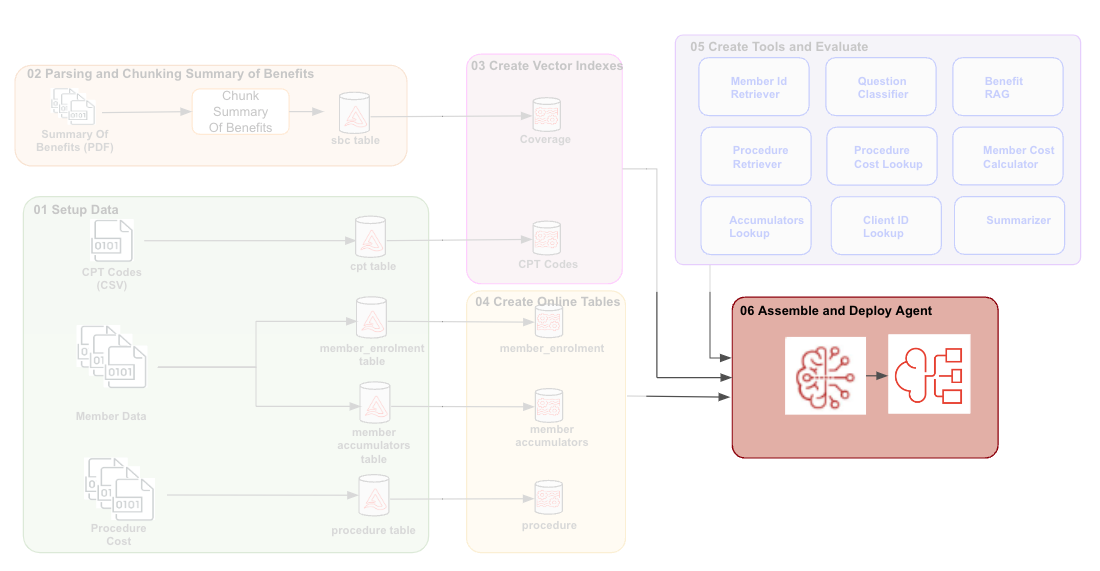 05 Create Tools and Evaluate
Member Id
Retriever
Question
Classifier
Benefit
RAG
Procedure
Retriever
Procedure
Cost Lookup
Member Cost
Calculator
Accumulators
Lookup
Client ID
Lookup
Summarizer
02 Parsing and Chunking Summary of Benefits
0101
Summary Of
Benefits (PDF)
Chunk
Summary
Of Benefits
sbc table
03 Create Vector Indexes
Coverage
CPT Codes
01 Setup Data
0101
CPT Codes
(CSV)
cpt table
0101
Member Data
member_enrolment
table
member
accumulators
table
0101
Procedure
Cost
procedure table
04 Create Online Tables
member_enrolment
member
accumulators
procedure
06 Assemble and Deploy Agent